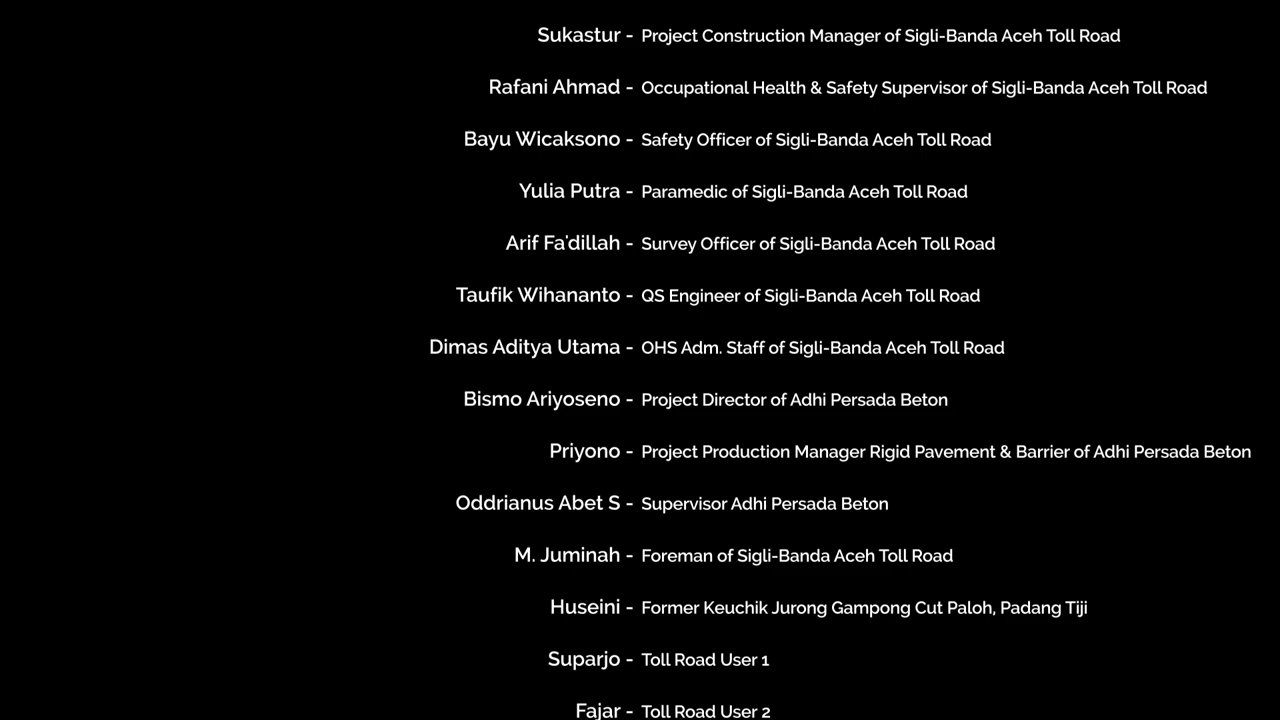 Sukastur - Project Construction Manager of Sigli-Banda Aceh Toll Road
Rafani Ahmad - Occupational Health & Safety Supervisor of Sigli-Banda Aceh Toll Road
Bayu Wicaksono - Safety Officer of Sigli-Banda Aceh Toll Road
Yulia Putra - Paramedic of Sigli-Banda Aceh Toll Road
Arif Fa'dillah - Survey Officer of Sigli-Banda Aceh Toll Road
Taufik Wihananto - QS Engineer of Sigli-Banda Aceh Toll Road
Dimas Aditya Utama - OHS Adm. Staff of Sigli-Banda Aceh Toll Road
Bismo Ariyoseno - Project Director of Adhi Persada Beton
Priyono - Project Production Manager Rigid Pavement & Barrier of Adhi Persada Beton
Oddrianus Abet S - Supervisor Adhi Persada Beton
M. Juminah - Foreman of Sigli-Banda Aceh Toll Road
Huseini - Former Keuchik Jurong Gampong Cut Paloh, Padang Tiji
Suparjo - Toll Road User 1
Fajar - Toll Road User 2